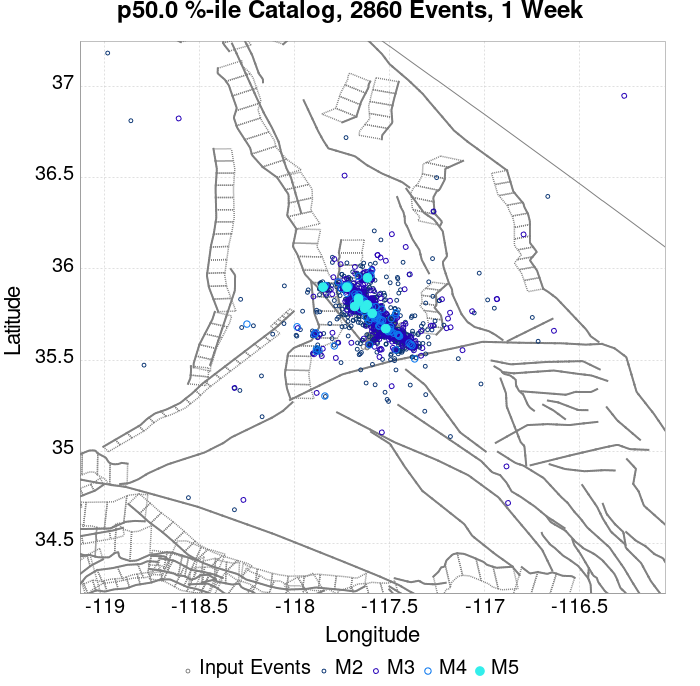 p50.0 %-ile Catalog, 2860 Events, 1 Week
37
36.5
36
35.5
35
34.5
Latitude
-119 -118.5 -118 -117.5 -117 -116.5
Longitude
Input Events M2 M3 M4 M5